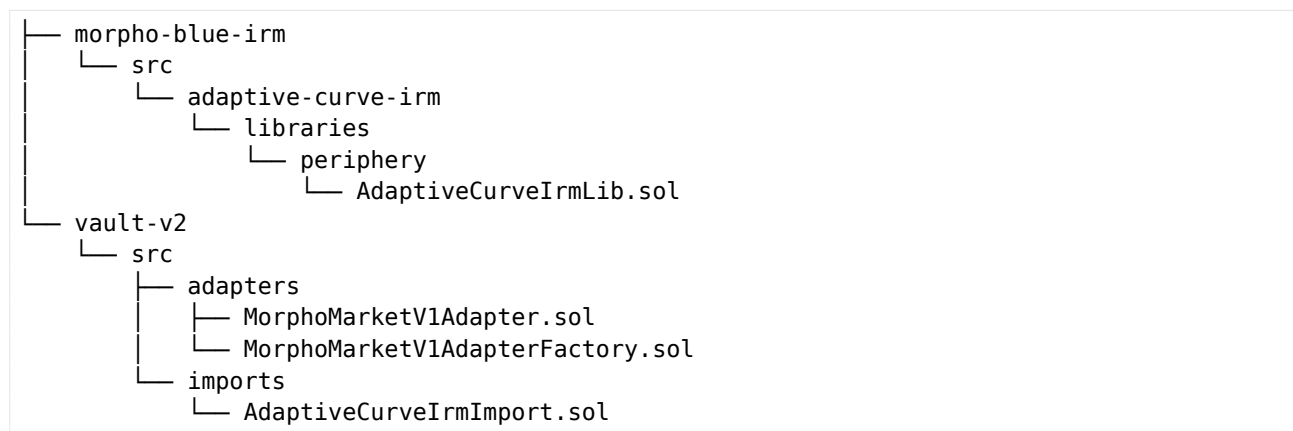 ├── morpho-blue-irm
│   └── src
│       └── adaptive-curve-irm
│           └── libraries
│               └── periphery
│                   └── AdaptiveCurveIrmLib.sol
└── vault-v2
    └── src
        ├── adapters
        │   ├── MorphoMarketV1Adapter.sol
        │   └── MorphoMarketV1AdapterFactory.sol
        └── imports
            └── AdaptiveCurveIrmImport.sol